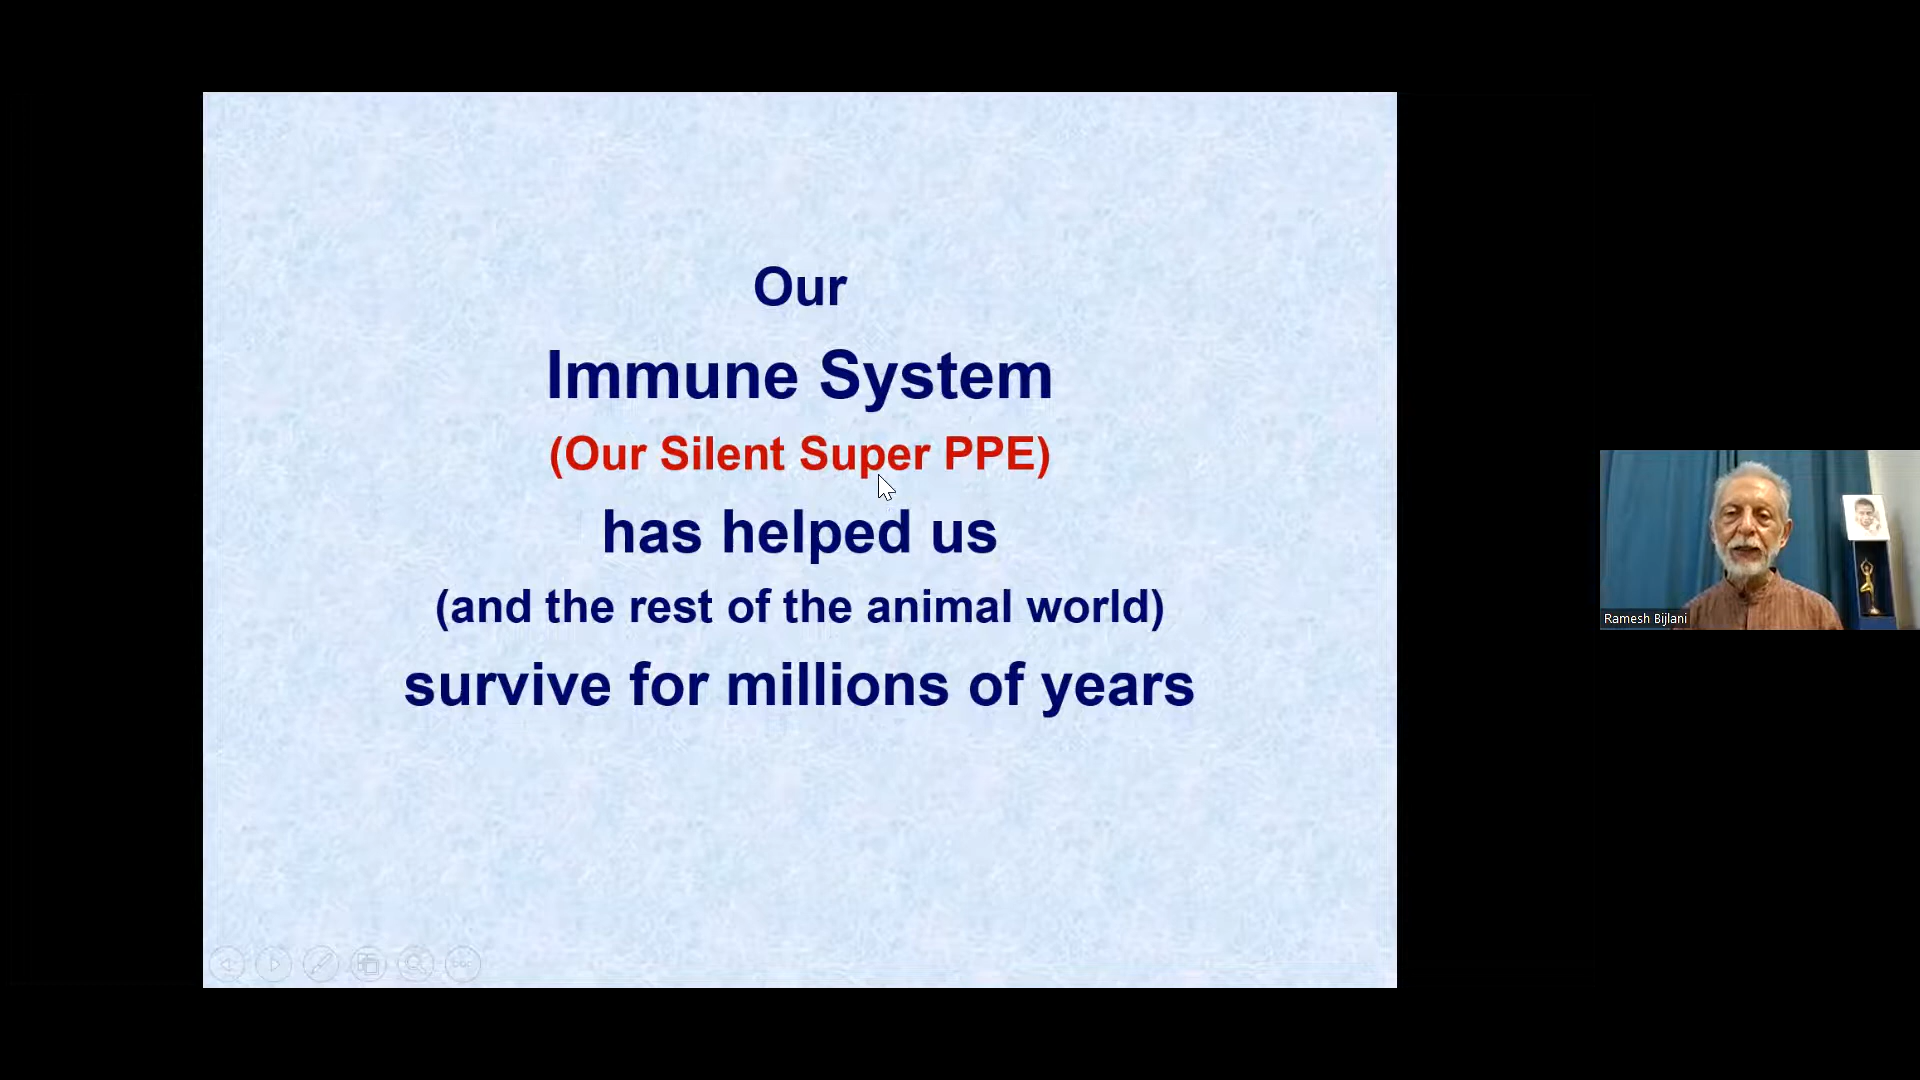 Our
Immune System
(Our Silent Super PPE)
has helped us
(and the rest of the animal world)
survive for millions of years
Ramesh Bijlani